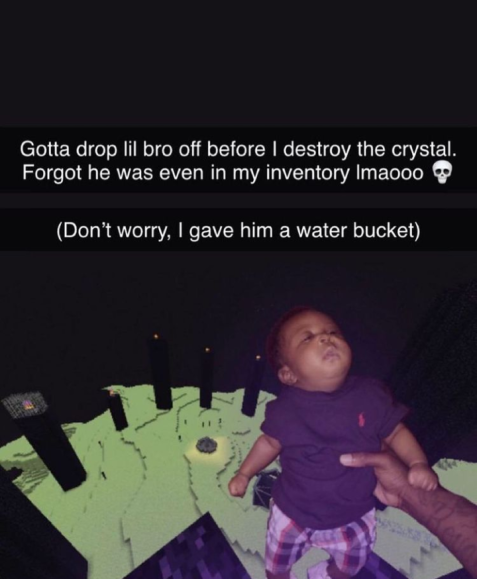 Gotta drop lil bro off before I destroy the crystal.
Forgot he was even in my inventory lmaooo 💀
(Don’t worry, I gave him a water bucket)